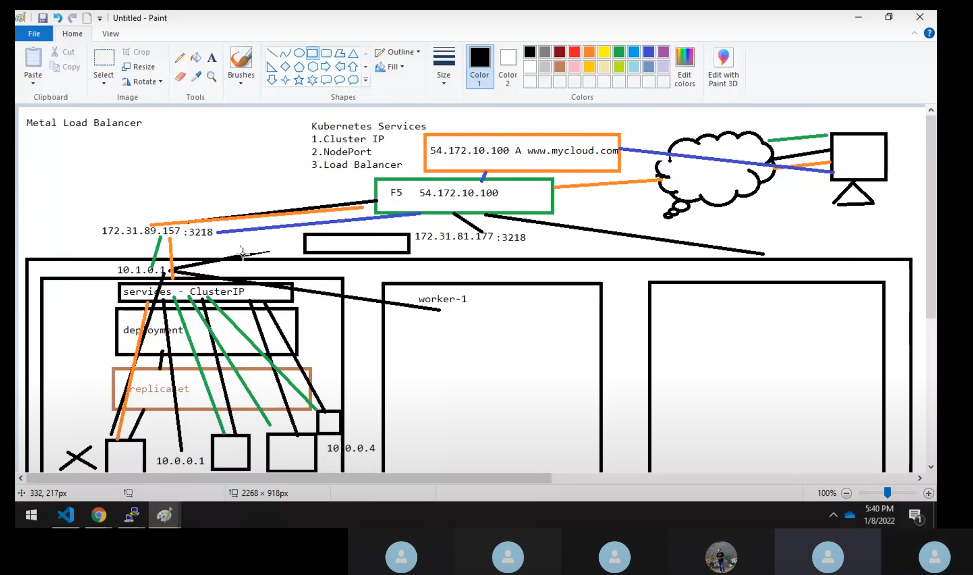 Untitled - Paint
File
Home
View
Paste
Cut
Copy
Clipboard
Select
Crop
Resize
Rotate
Image
A
Tools
Brushes
Outline
Fill
Shapes
Size
Color 1
Color 2
Colors
Edit colors
Edit with Paint 3D
Metal Load Balancer
Kubernetes Services
1.Cluster IP
2.NodePort
3.Load Balancer
54.172.10.100 A www.mycloud.com
F5 54.172.10.100
172.31.89.157 :3218
172.31.81.177 :3218
10.1.0.1
services - ClusterIP
worker-1
deployment
replicaset
10.0.0.1
10.0.0.4
332, 217px
2268 × 918px
100%
5:40 PM
1/8/2022
1